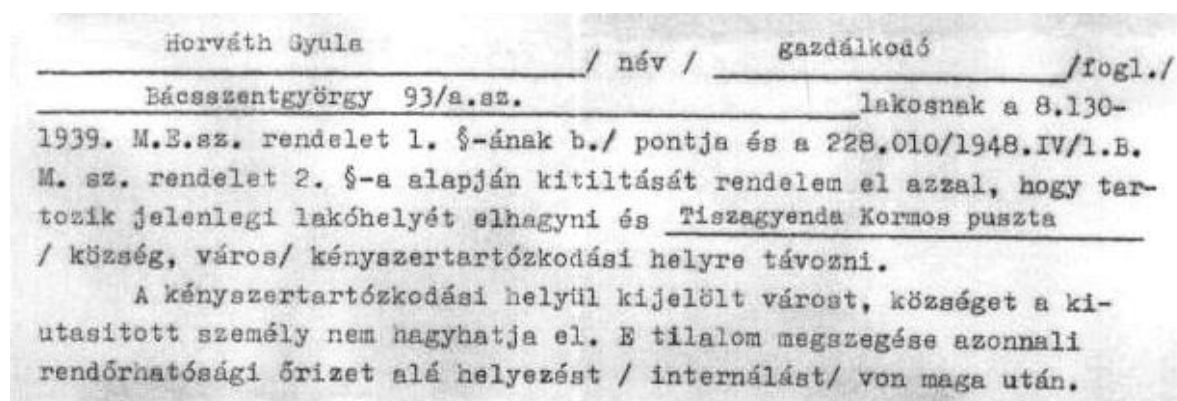 Horváth Gyula / név / gazdálkodó /fogl./
Bácsszentgyörgy 93/a.sz. lakosnak a 8.130-
1939. M.E.sz. rendelet 1. §-ának b./ pontja és a 228.010/1948.IV/1.B.
M. sz. rendelet 2. §-a alapján kitiltását rendelem el azzal, hogy tar-
tozik jelenlegi lakóhelyét elhagyni és Tiszagyenda Kormos puszta
/ község, város/ kényszertartózkodási helyre távozni.
A kényszertartózkodási helyül kijelölt várost, községet a ki-
utasitott személy nem hagyhatja el. E tilalom megszegése azonnali
rendőrhatósági őrizet alá helyezést / internálást/ von maga után.